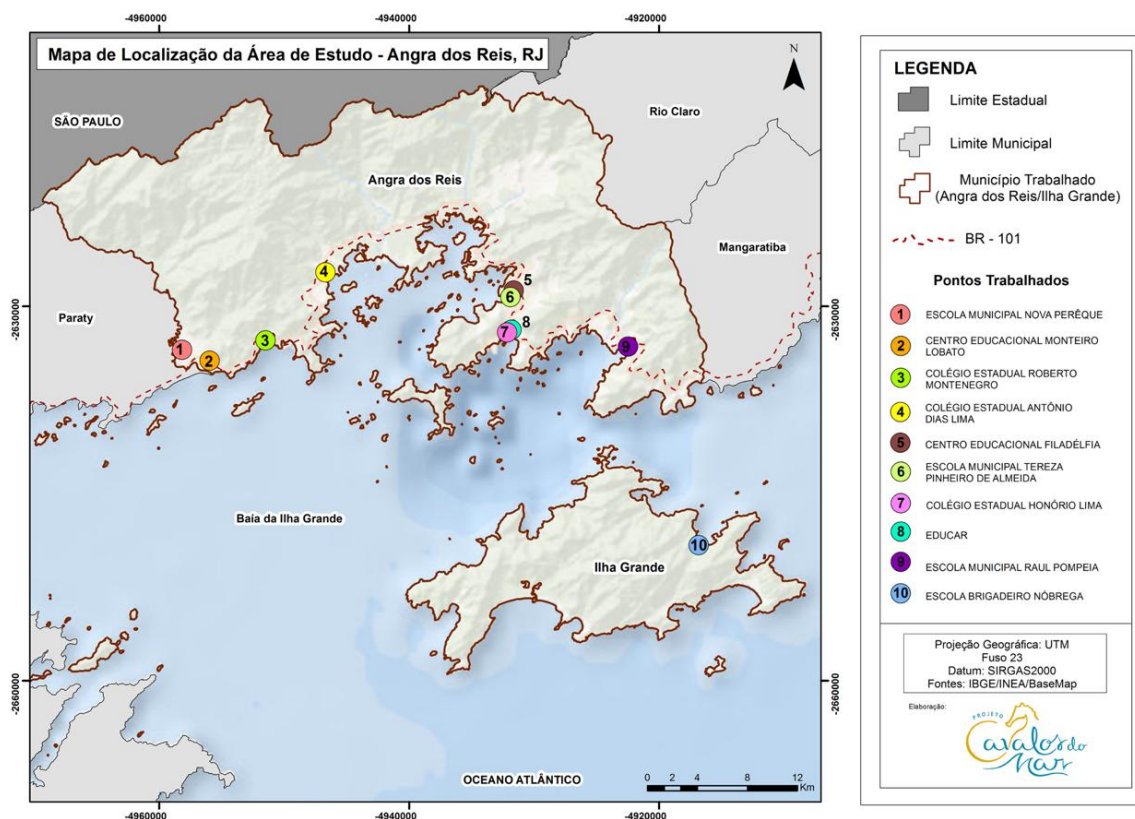 -4960000
-4940000
-4920000
Mapa de Localização da Área de Estudo - Angra dos Reis, RJ
N
SÃO PAULO
Rio Claro
Angra dos Reis
Mangaratiba
Paraty
-2630000
-2630000
1
2
3
4
5
6
7
8
9
10
Baía da Ilha Grande
Ilha Grande
-2660000
-2660000
OCEANO ATLÂNTICO
0 2 4 8 12
Km
-4960000
-4940000
-4920000
LEGENDA
Limite Estadual
Limite Municipal
Município Trabalhado
(Angra dos Reis/Ilha Grande)
BR - 101
Pontos Trabalhados
1 ESCOLA MUNICIPAL NOVA PERÊQUE
2 CENTRO EDUCACIONAL MONTEIRO
LOBATO
3 COLÉGIO ESTADUAL ROBERTO
MONTENEGRO
4 COLÉGIO ESTADUAL ANTÔNIO
DIAS LIMA
5 CENTRO EDUCACIONAL FILADÉLFIA
6 ESCOLA MUNICIPAL TEREZA
PINHEIRO DE ALMEIDA
7 COLÉGIO ESTADUAL HONÓRIO LIMA
8 EDUCAR
9 ESCOLA MUNICIPAL RAUL POMPEIA
10 ESCOLA BRIGADEIRO NÓBREGA
Projeção Geográfica: UTM
Fuso 23
Datum: SIRGAS2000
Fontes: IBGE/INEA/BaseMap
Elaboração:
PROJETO
Cavalos do
Mar